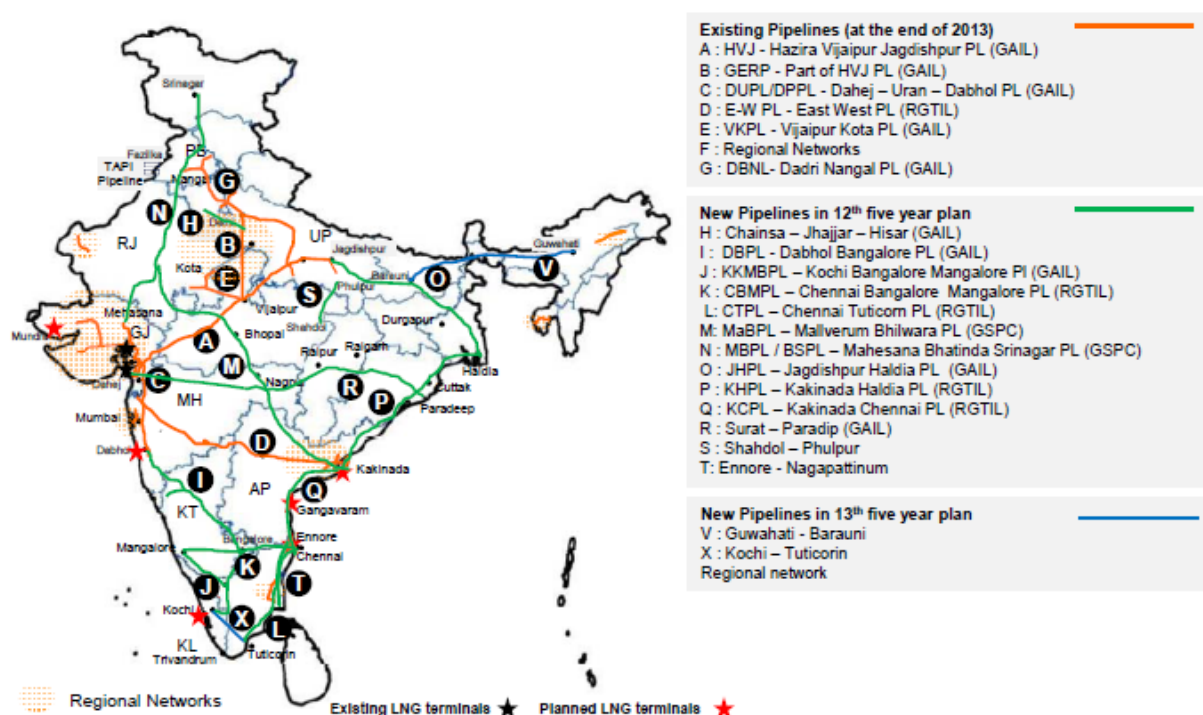 Srinagar
Fazilka
TAPI
Pipeline
PB
Nangal
G
N
H
Delhi
RJ
B
UP
Jagdishpur
Guwahati
Kota
E
Barauni
O
V
Phulpur
S
Mehasana
Vijaipur
Mundra
GJ
Shahdol
Durgapur
A
Bhopal
Raipur
Raigarh
M
Haldia
Dahej
C
Nagpur
R
Cuttak
MH
P
Paradeep
Mumbai
Dabhol
D
Kakinada
I
AP
Q
Gangavaram
KT
Bangalore
Ennore
Mangalore
Chennai
K
J
T
Kochi
X
L
KL
Tuticorin
Trivandrum
Regional Networks
Existing LNG terminals
Planned LNG terminals
Existing Pipelines (at the end of 2013)
A : HVJ - Hazira Vijaipur Jagdishpur PL (GAIL)
B : GERP - Part of HVJ PL (GAIL)
C : DUPL/DPPL - Dahej – Uran – Dabhol PL (GAIL)
D : E-W PL - East West PL (RGTIL)
E : VKPL - Vijaipur Kota PL (GAIL)
F : Regional Networks
G : DBNL- Dadri Nangal PL (GAIL)
New Pipelines in 12th five year plan
H : Chainsa – Jhajjar – Hisar (GAIL)
I : DBPL - Dabhol Bangalore PL (GAIL)
J : KKMBPL – Kochi Bangalore Mangalore Pl (GAIL)
K : CBMPL – Chennai Bangalore Mangalore PL (RGTIL)
L : CTPL – Chennai Tuticorn PL (RGTIL)
M: MaBPL – Mallverum Bhilwara PL (GSPC)
N : MBPL / BSPL – Mahesana Bhatinda Srinagar PL (GSPC)
O : JHPL – Jagdishpur Haldia PL (GAIL)
P : KHPL – Kakinada Haldia PL (RGTIL)
Q : KCPL – Kakinada Chennai PL (RGTIL)
R : Surat – Paradip (GAIL)
S : Shahdol – Phulpur
T: Ennore - Nagapattinum
New Pipelines in 13th five year plan
V : Guwahati - Barauni
X : Kochi – Tuticorin
Regional network